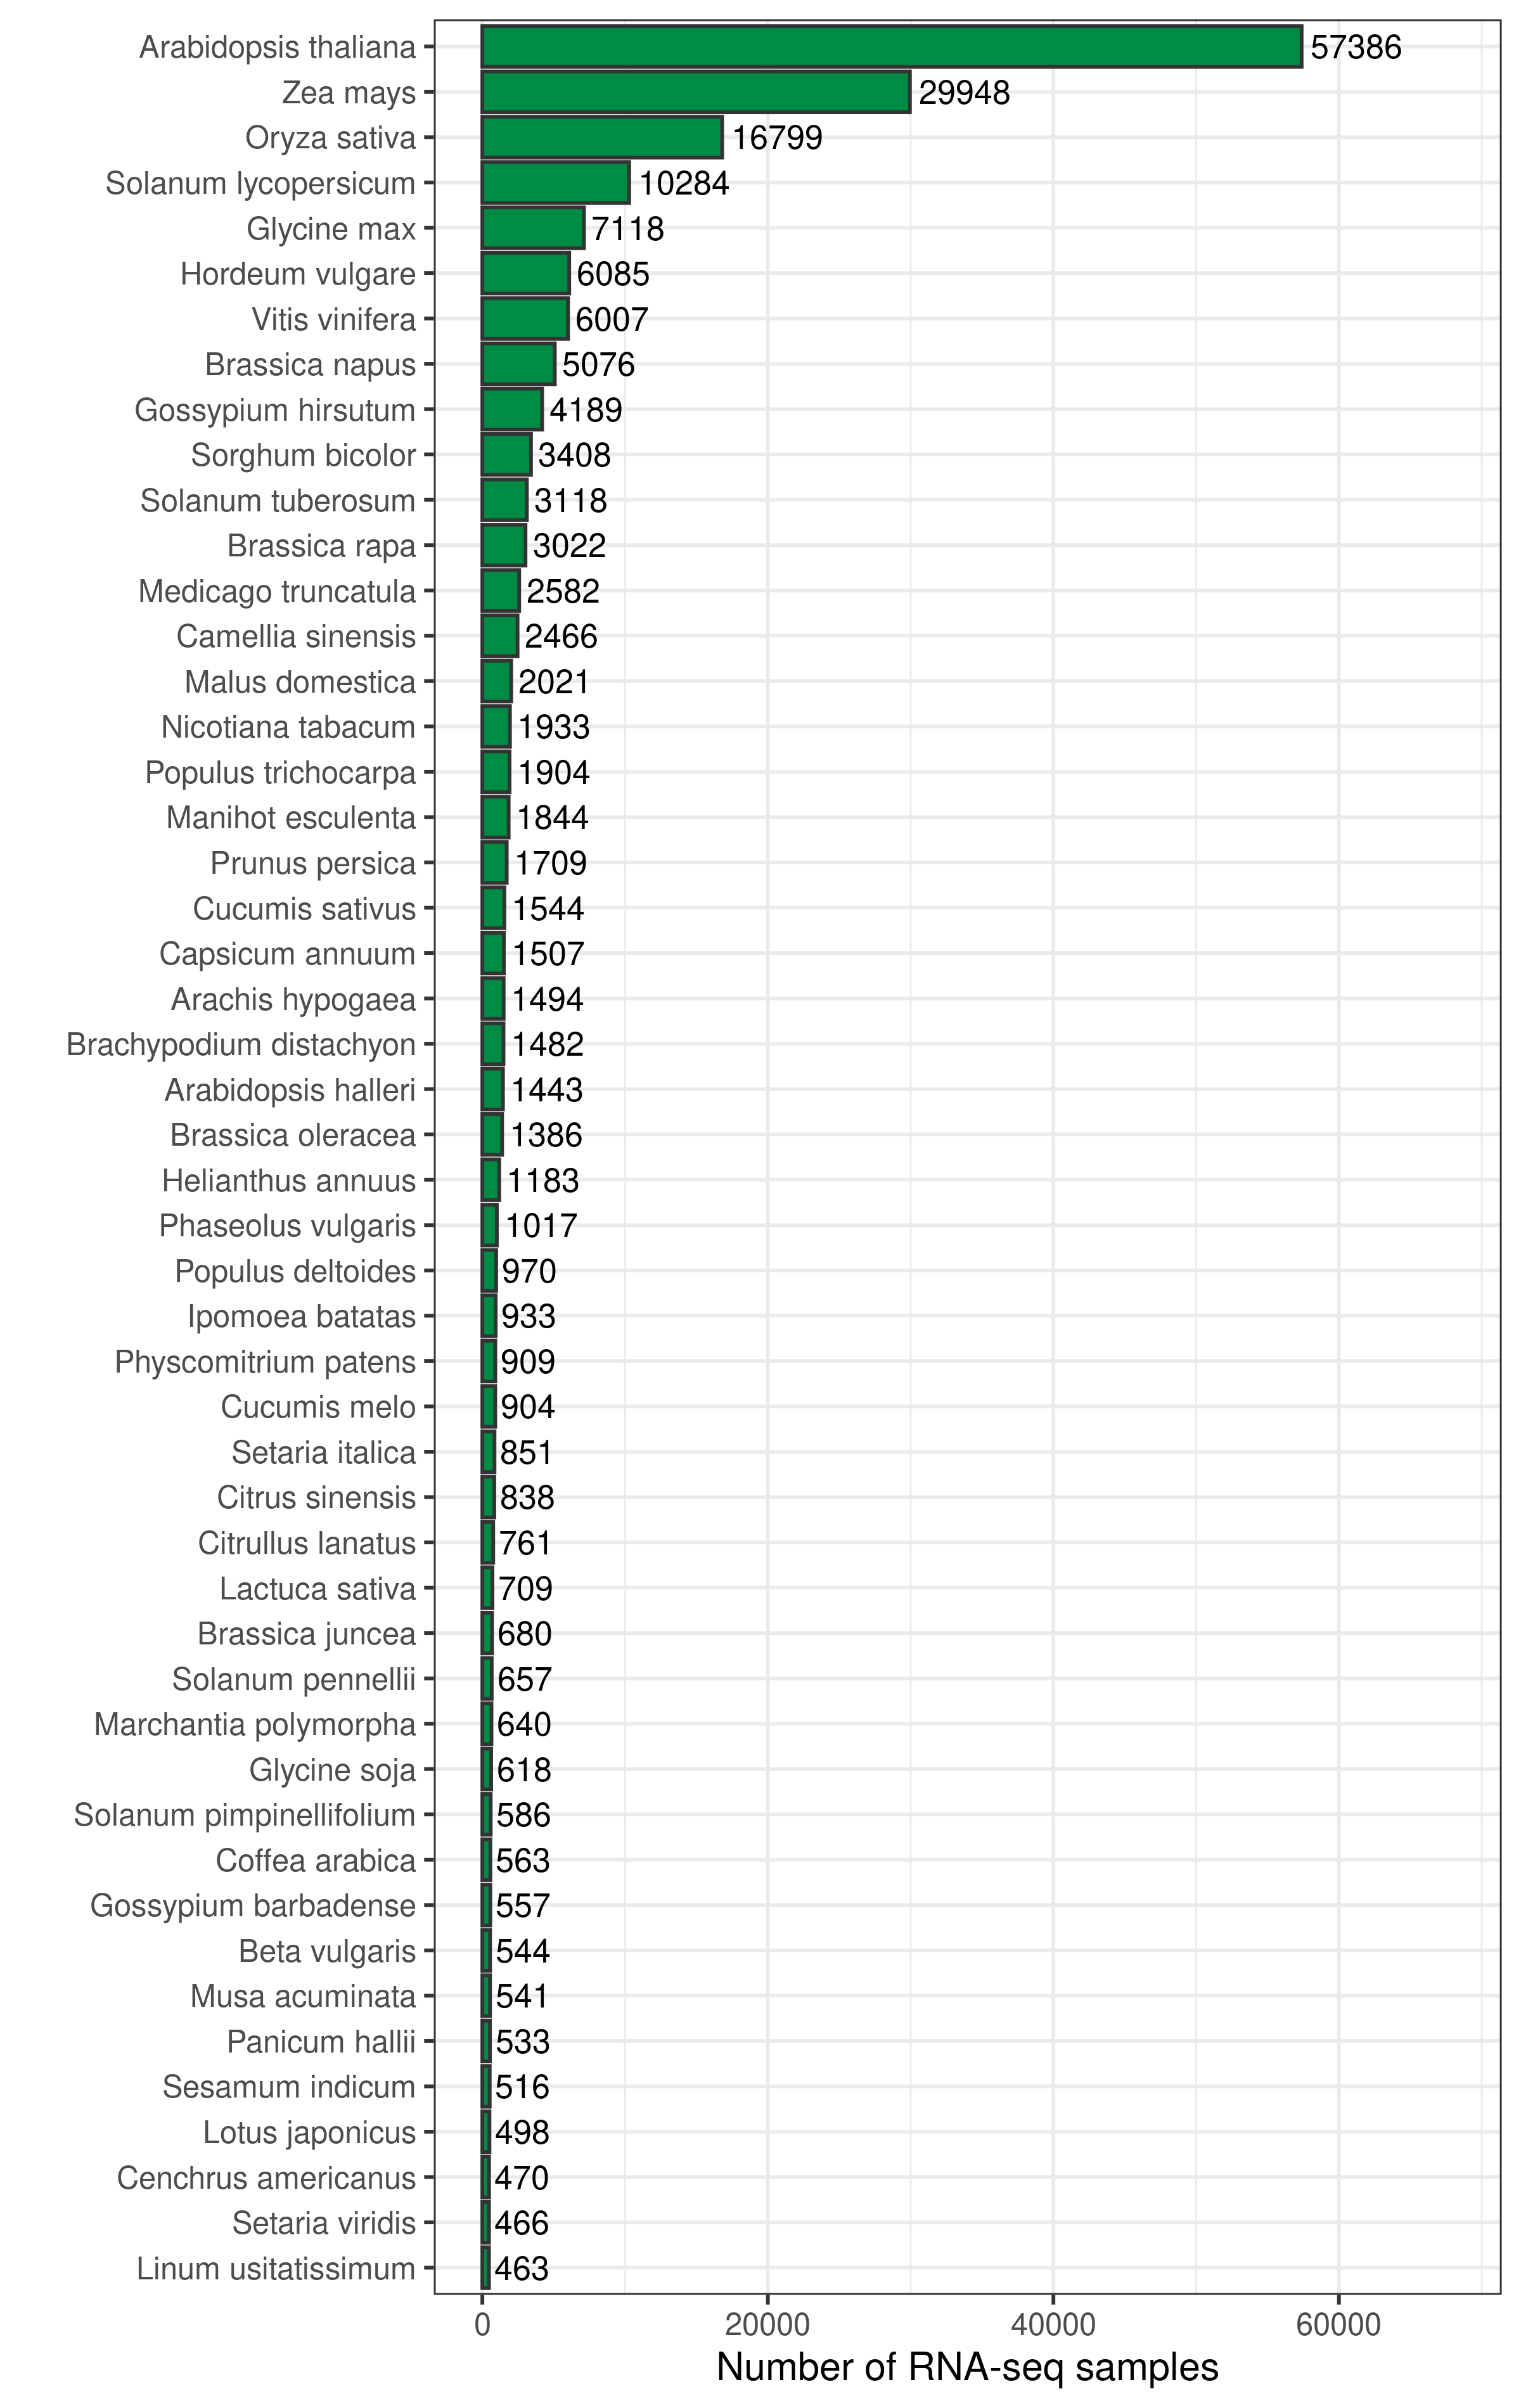 Arabidopsis thaliana 57386
Zea mays 29948
Oryza sativa 16799
Solanum lycopersicum 10284
Glycine max 7118
Hordeum vulgare 6085
Vitis vinifera 6007
Brassica napus 5076
Gossypium hirsutum 4189
Sorghum bicolor 3408
Solanum tuberosum 3118
Brassica rapa 3022
Medicago truncatula 2582
Camellia sinensis 2466
Malus domestica 2021
Nicotiana tabacum 1933
Populus trichocarpa 1904
Manihot esculenta 1844
Prunus persica 1709
Cucumis sativus 1544
Capsicum annuum 1507
Arachis hypogaea 1494
Brachypodium distachyon 1482
Arabidopsis halleri 1443
Brassica oleracea 1386
Helianthus annuus 1183
Phaseolus vulgaris 1017
Populus deltoides 970
Ipomoea batatas 933
Physcomitrium patens 909
Cucumis melo 904
Setaria italica 851
Citrus sinensis 838
Citrullus lanatus 761
Lactuca sativa 709
Brassica juncea 680
Solanum pennellii 657
Marchantia polymorpha 640
Glycine soja 618
Solanum pimpinellifolium 586
Coffea arabica 563
Gossypium barbadense 557
Beta vulgaris 544
Musa acuminata 541
Panicum hallii 533
Sesamum indicum 516
Lotus japonicus 498
Cenchrus americanus 470
Setaria viridis 466
Linum usitatissimum 463
0 20000 40000 60000
Number of RNA-seq samples